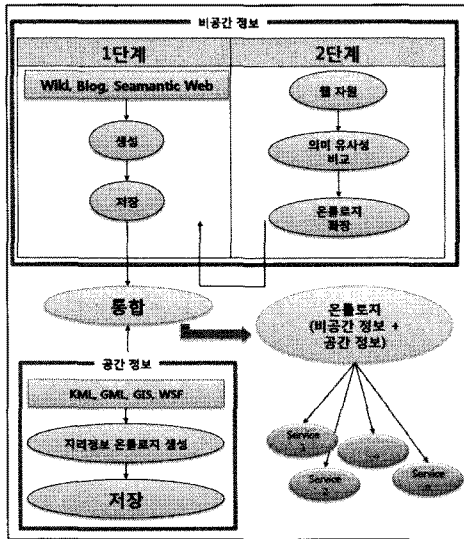 비공간 정보
1단계
2단계
Wiki, Blog, Seamantic Web
생성
저장
웹 자원
의미 유사성
비교
온톨로지
확장
통합
온톨로지
(비공간 정보 +
공간 정보)
공간 정보
KML, GML, GIS, WSF
지리정보 온톨로지 생성
저장
Service
1
Service
2
Service